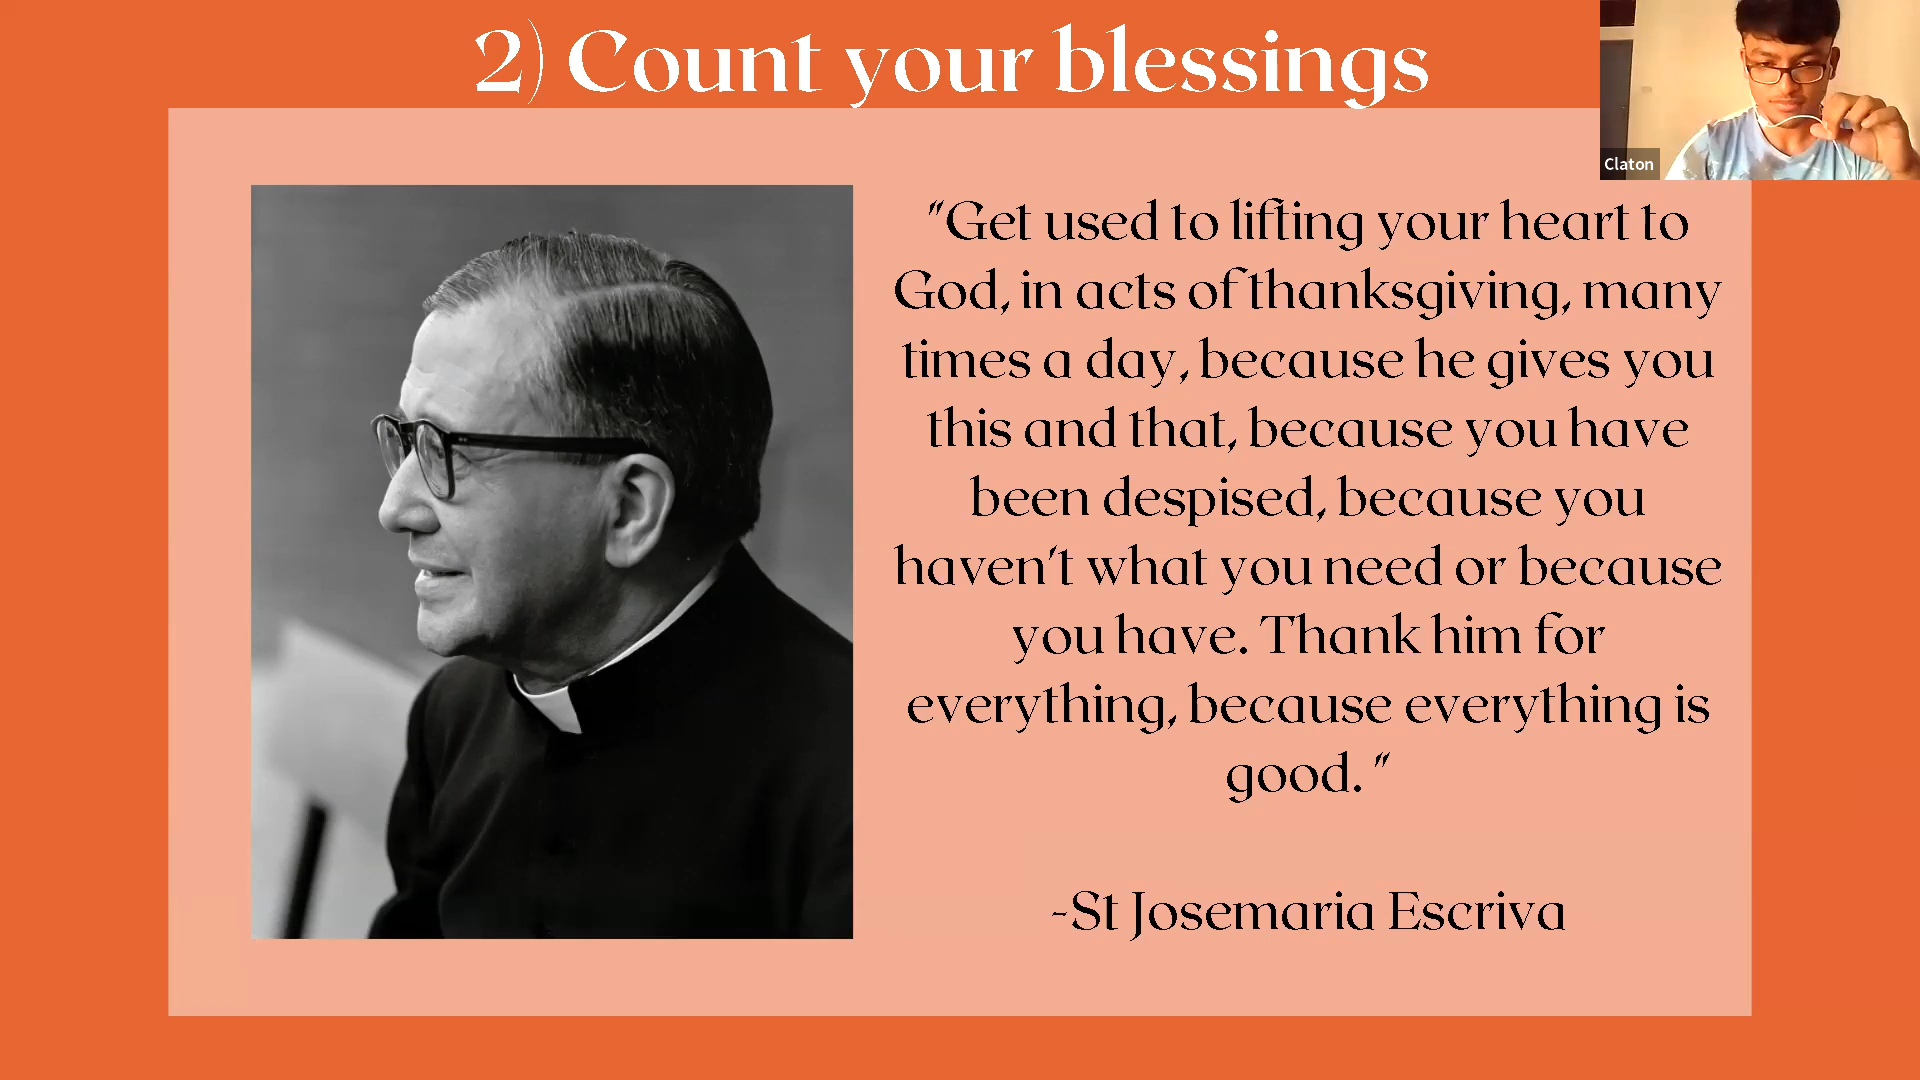 2) Count your blessings
Claton
"Get used to lifting your heart to
God, in acts of thanksgiving, many
times a day, because he gives you
this and that, because you have
been despised, because you
haven't what you need or because
you have. Thank him for
everything, because everything is
good. "
-St Josemaria Escriva